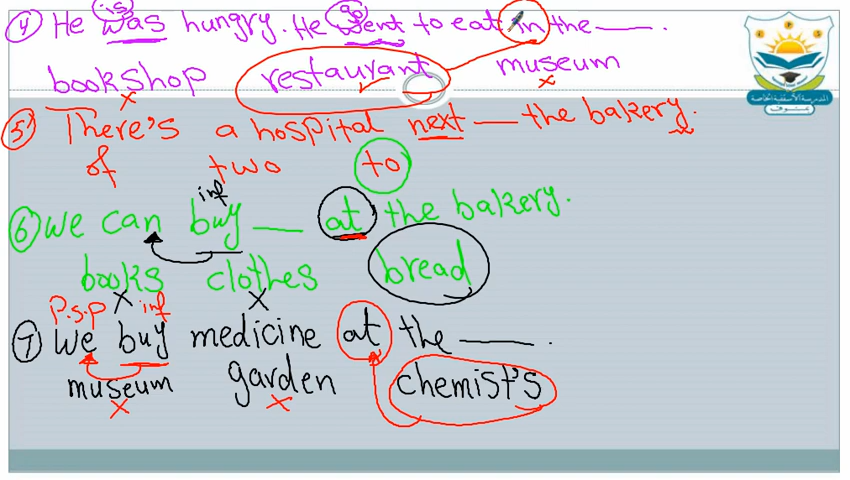 is go
④ He was hungry. He went to eat in the ___ .
bookshop restaurant museum
⑤ There's a hospital next ___ the bakery.
of two to
inf
⑥ We can buy ___ at the bakery.
books clothes bread
P.s.p inf
⑦ We buy medicine at the ___ .
museum garden chemist's